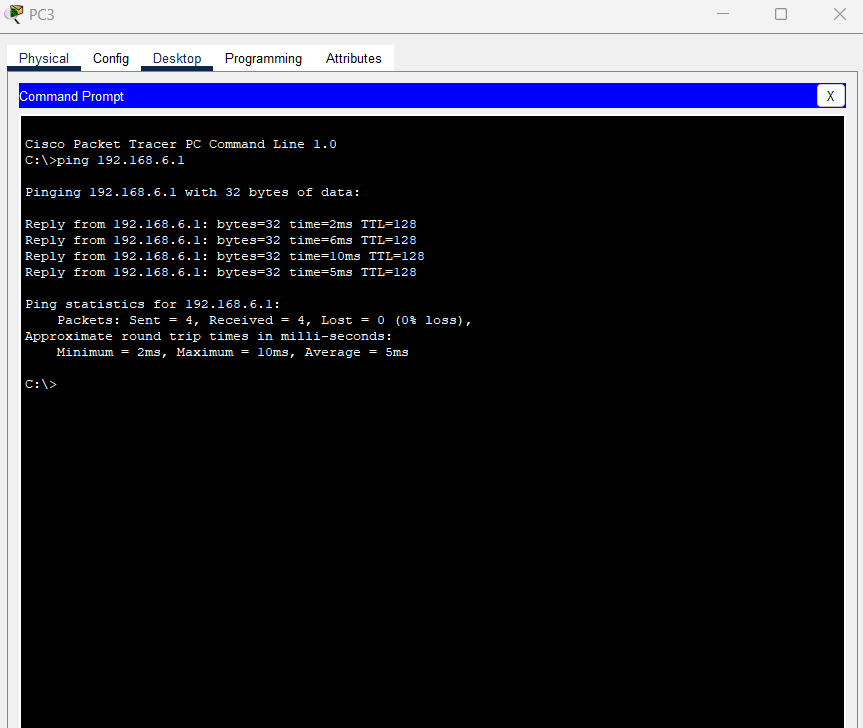 PC3
Physical Config Desktop Programming Attributes
Command Prompt X
Cisco Packet Tracer PC Command Line 1.0
C:\>ping 192.168.6.1
Pinging 192.168.6.1 with 32 bytes of data:
Reply from 192.168.6.1: bytes=32 time=2ms TTL=128
Reply from 192.168.6.1: bytes=32 time=6ms TTL=128
Reply from 192.168.6.1: bytes=32 time=10ms TTL=128
Reply from 192.168.6.1: bytes=32 time=5ms TTL=128
Ping statistics for 192.168.6.1:
Packets: Sent = 4, Received = 4, Lost = 0 (0% loss),
Approximate round trip times in milli-seconds:
Minimum = 2ms, Maximum = 10ms, Average = 5ms
C:\>